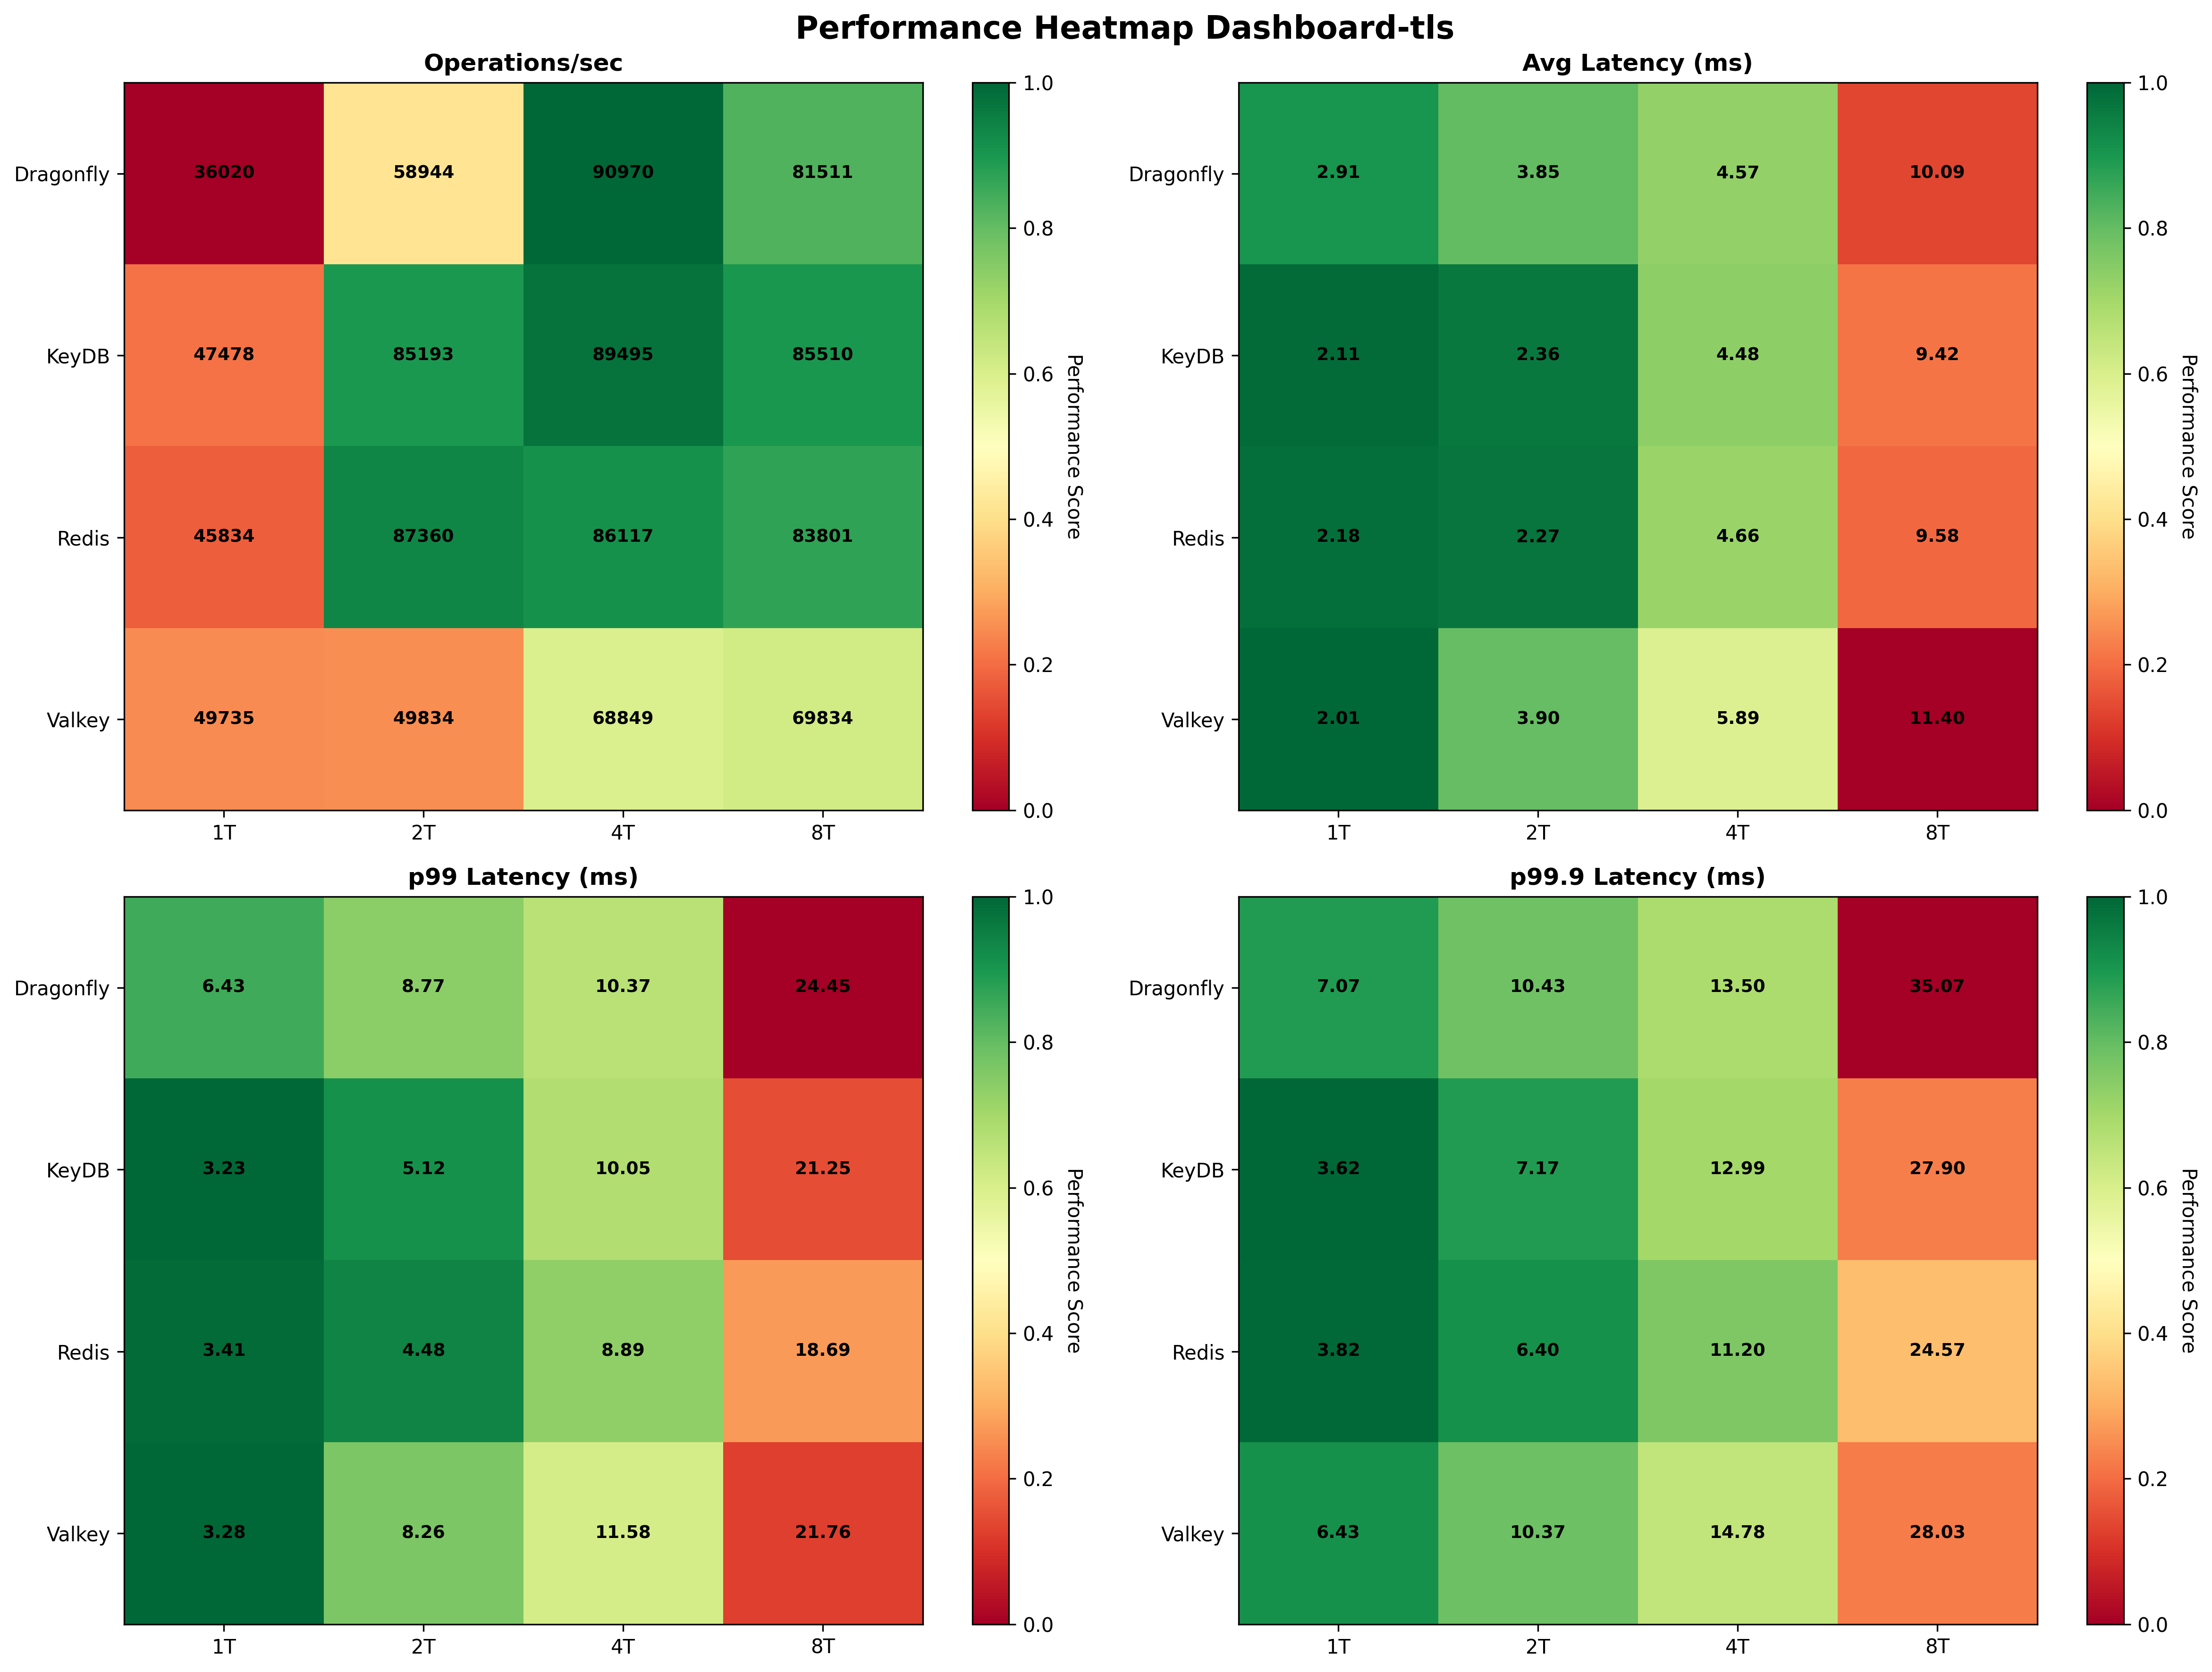 Performance Heatmap Dashboard-tls
Operations/sec
Dragonfly 36020 58944 90970 81511
KeyDB 47478 85193 89495 85510
Redis 45834 87360 86117 83801
Valkey 49735 49834 68849 69834
1T 2T 4T 8T
1.0
0.8
0.6
0.4
0.2
0.0
Performance Score
Avg Latency (ms)
Dragonfly 2.91 3.85 4.57 10.09
KeyDB 2.11 2.36 4.48 9.42
Redis 2.18 2.27 4.66 9.58
Valkey 2.01 3.90 5.89 11.40
1T 2T 4T 8T
1.0
0.8
0.6
0.4
0.2
0.0
Performance Score
p99 Latency (ms)
Dragonfly 6.43 8.77 10.37 24.45
KeyDB 3.23 5.12 10.05 21.25
Redis 3.41 4.48 8.89 18.69
Valkey 3.28 8.26 11.58 21.76
1T 2T 4T 8T
1.0
0.8
0.6
0.4
0.2
0.0
Performance Score
p99.9 Latency (ms)
Dragonfly 7.07 10.43 13.50 35.07
KeyDB 3.62 7.17 12.99 27.90
Redis 3.82 6.40 11.20 24.57
Valkey 6.43 10.37 14.78 28.03
1T 2T 4T 8T
1.0
0.8
0.6
0.4
0.2
0.0
Performance Score